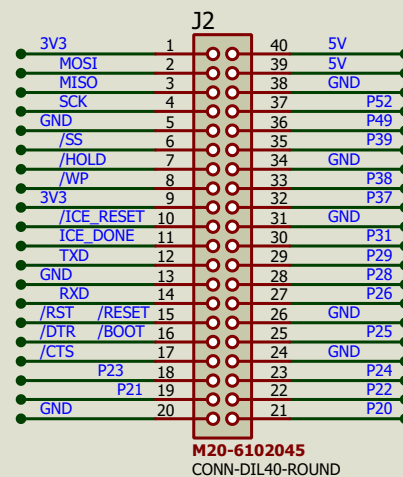 J2
3V3 1 40 5V
MOSI 2 39 5V
MISO 3 38 GND
SCK 4 37 P52
GND 5 36 P49
/SS 6 35 P39
/HOLD 7 34 GND
/WP 8 33 P38
3V3 9 32 P37
/ICE_RESET 10 31 GND
ICE_DONE 11 30 P31
TXD 12 29 P29
GND 13 28 P28
RXD 14 27 P26
/RST /RESET 15 26 GND
/DTR /BOOT 16 25 P25
/CTS 17 24 GND
P23 18 23 P24
P21 19 22 P22
GND 20 21 P20
M20-6102045
CONN-DIL40-ROUND